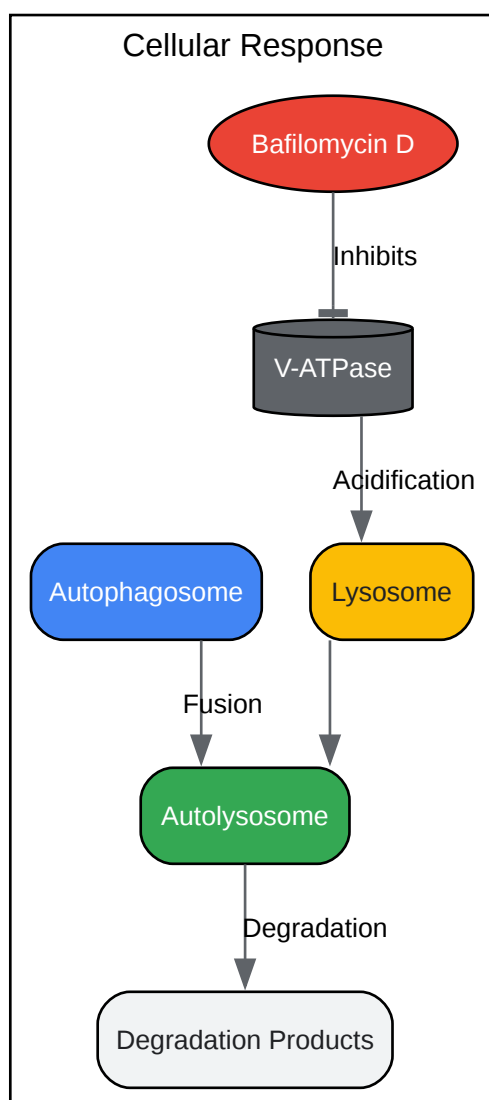 Cellular Response
Bafilomycin D
Inhibits
V-ATPase
Acidification
Autophagosome
Lysosome
Fusion
Autolysosome
Degradation
Degradation Products